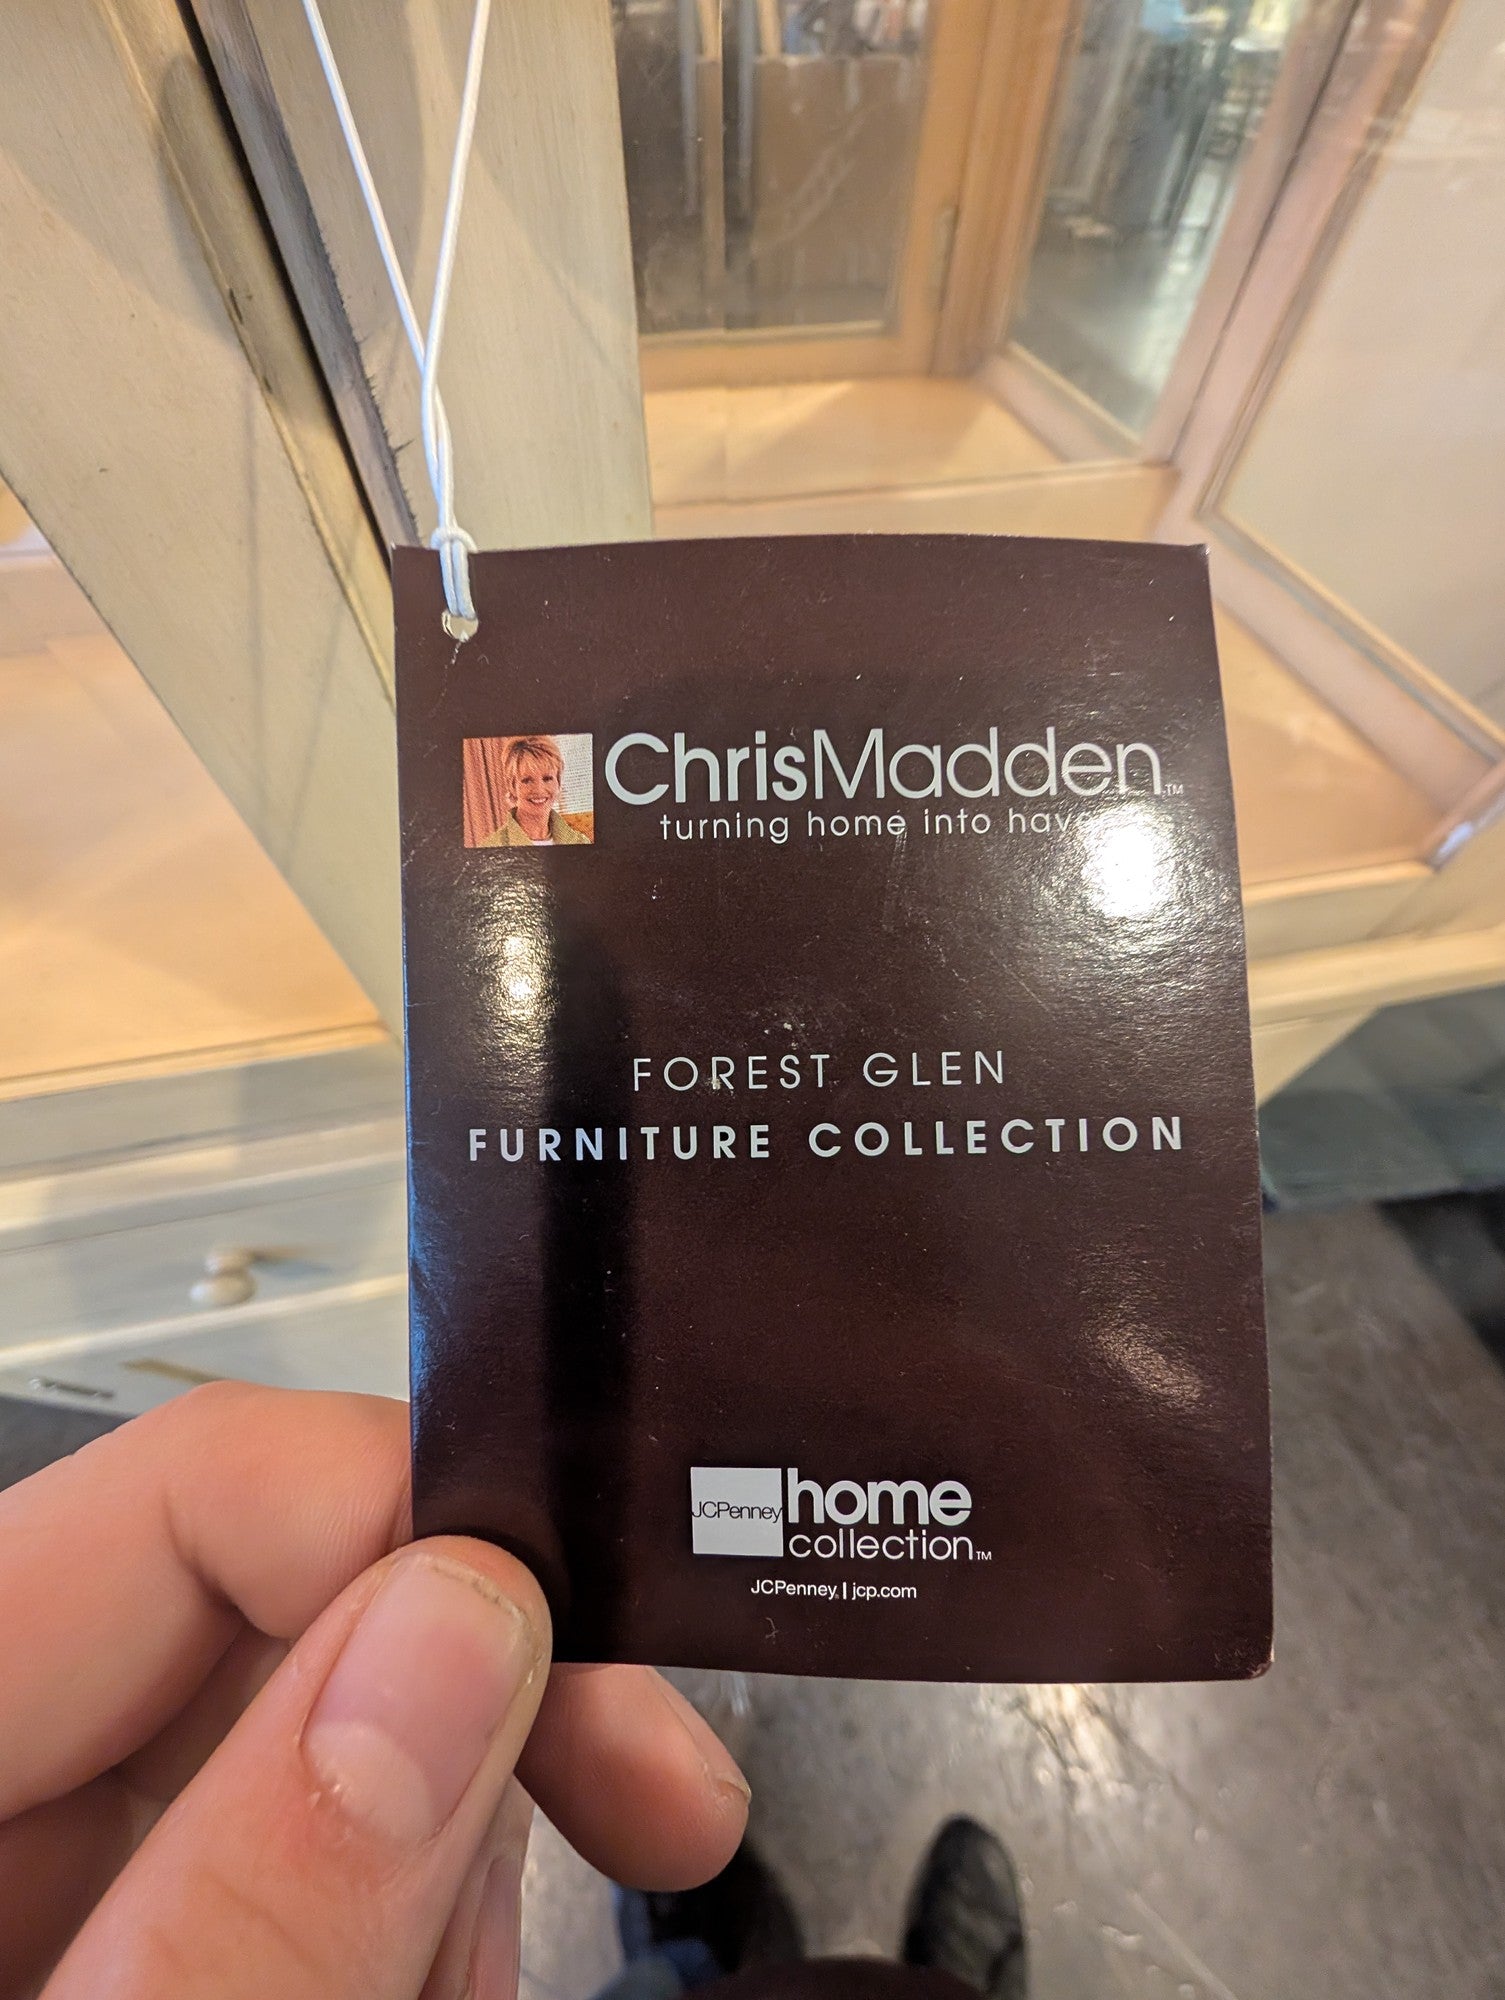 ChrisMadden™
turning home into
FOREST GLEN
FURNITURE COLLECTION
JCPenney home
collection™
JCPenney® | jcp.com